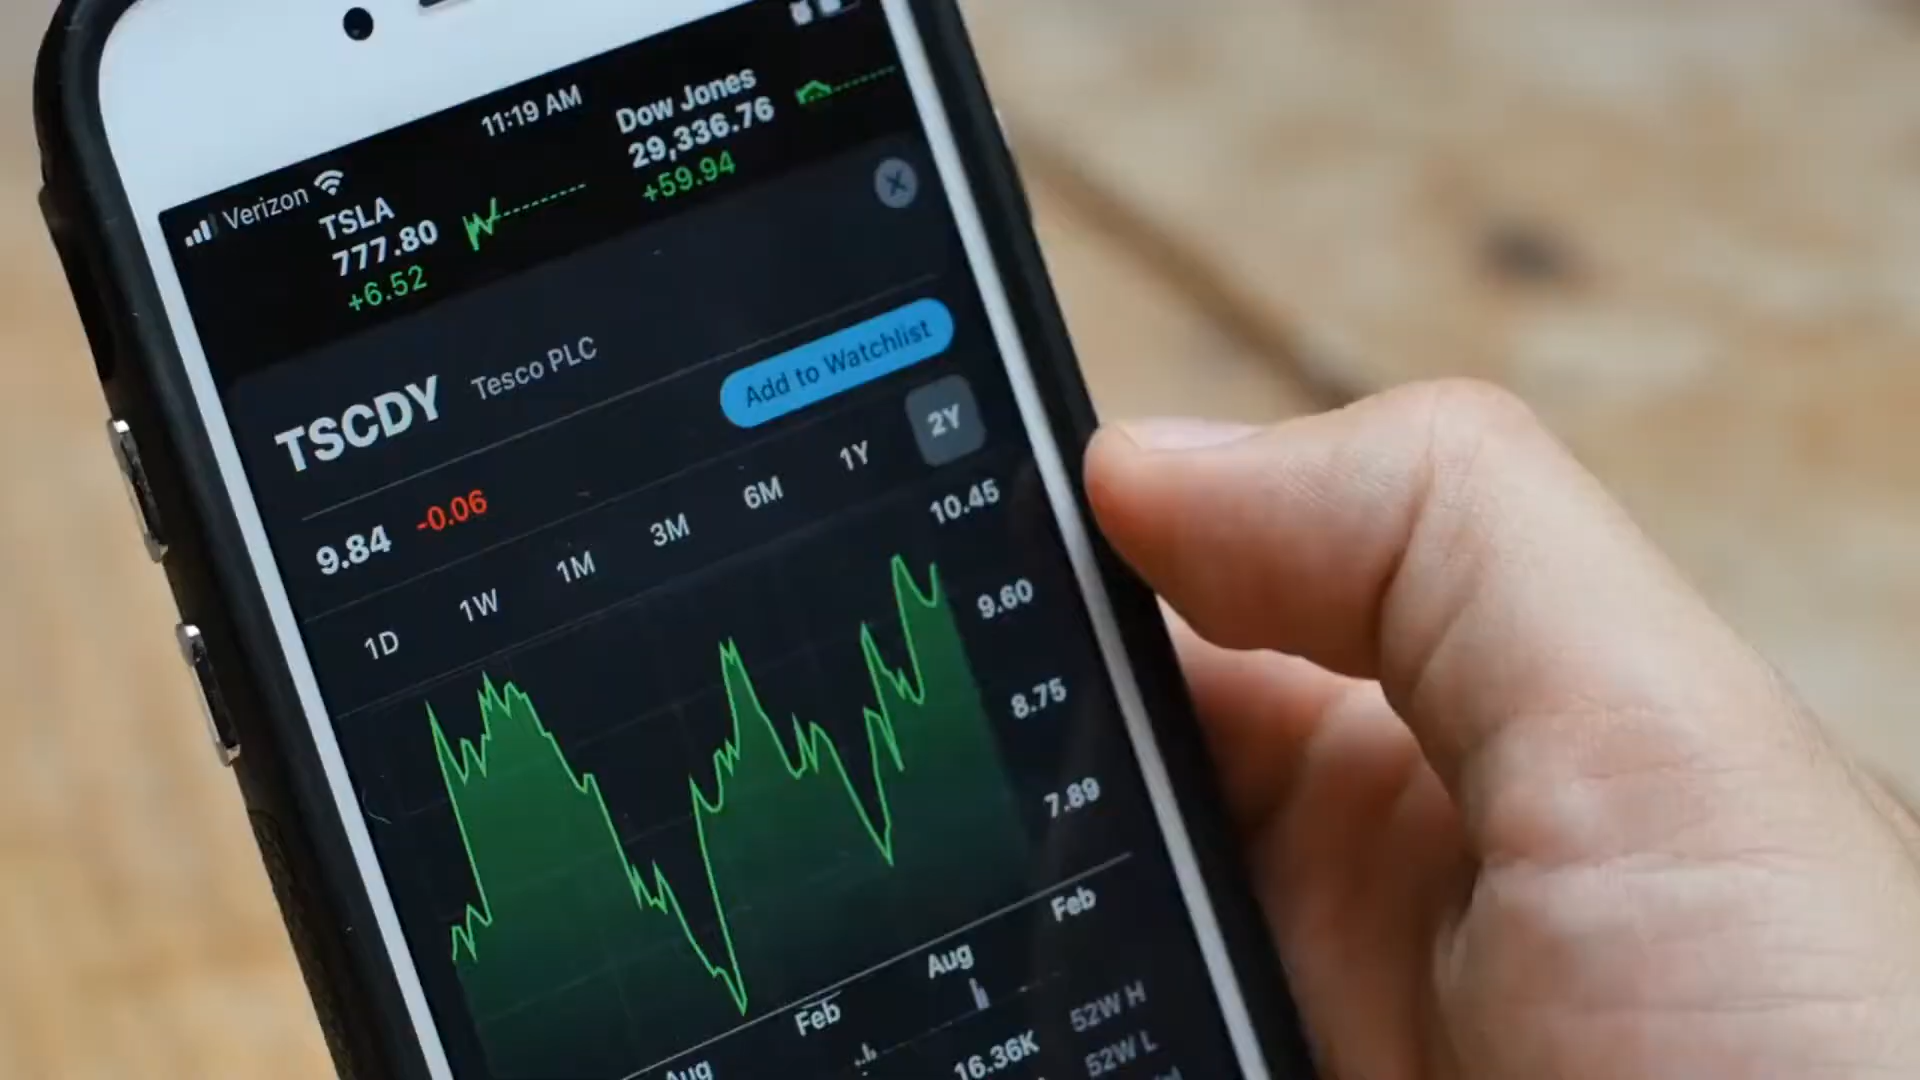 11:19 AM
Verizon
TSLA
777.80
+6.52
Dow Jones
29,336.76
+59.94
TSCDY Tesco PLC
Add to Watchlist
9.84 -0.06
1D 1W 1M 3M 6M 1Y 2Y
10.45
9.60
8.75
7.89
Aug Feb Aug Feb
16.36K
52W H
52W L